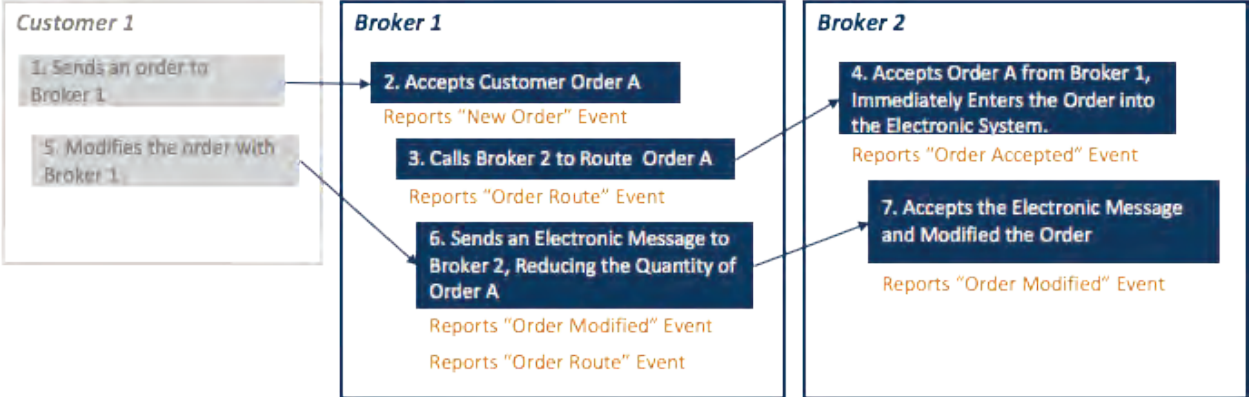 Customer 1
1. Sends an order to
Broker 1
5. Modifies the order with
Broker 1
Broker 1
2. Accepts Customer Order A
Reports "New Order" Event
3. Calls Broker 2 to Route Order A
Reports "Order Route" Event
6. Sends an Electronic Message to
Broker 2, Reducing the Quantity of
Order A
Reports "Order Modified" Event
Reports "Order Route" Event
Broker 2
4. Accepts Order A from Broker 1,
Immediately Enters the Order into
the Electronic System.
Reports "Order Accepted" Event
7. Accepts the Electronic Message
and Modified the Order
Reports "Order Modified" Event